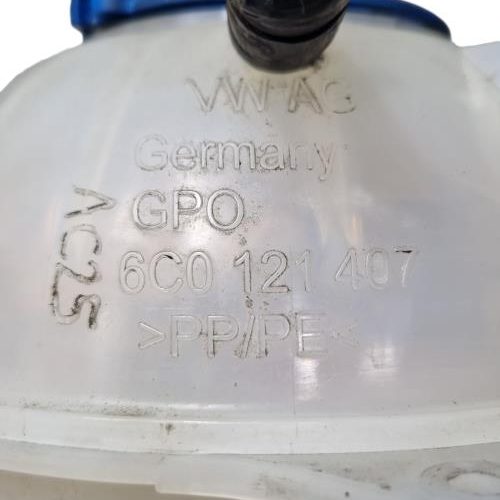 VW AG
Germany
GPO
6C0 121 407
>PP/PE<
AC25